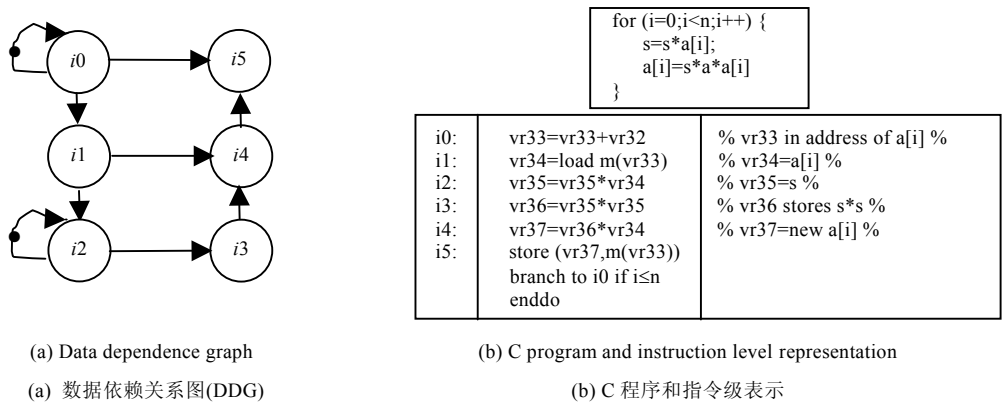 i0
i5
i1
i4
i2
i3
for (i=0;i<n;i++) {
s=s*a[i];
a[i]=s*a*a[i]
}
i0: vr33=vr33+vr32 % vr33 in address of a[i] %
i1: vr34=load m(vr33) % vr34=a[i] %
i2: vr35=vr35*vr34 % vr35=s %
i3: vr36=vr35*vr35 % vr36 stores s*s %
i4: vr37=vr36*vr34 % vr37=new a[i] %
i5: store (vr37,m(vr33))
branch to i0 if i≤n
enddo
(a) Data dependence graph
(b) C program and instruction level representation
(a) 数据依赖关系图(DDG)
(b) C 程序和指令级表示